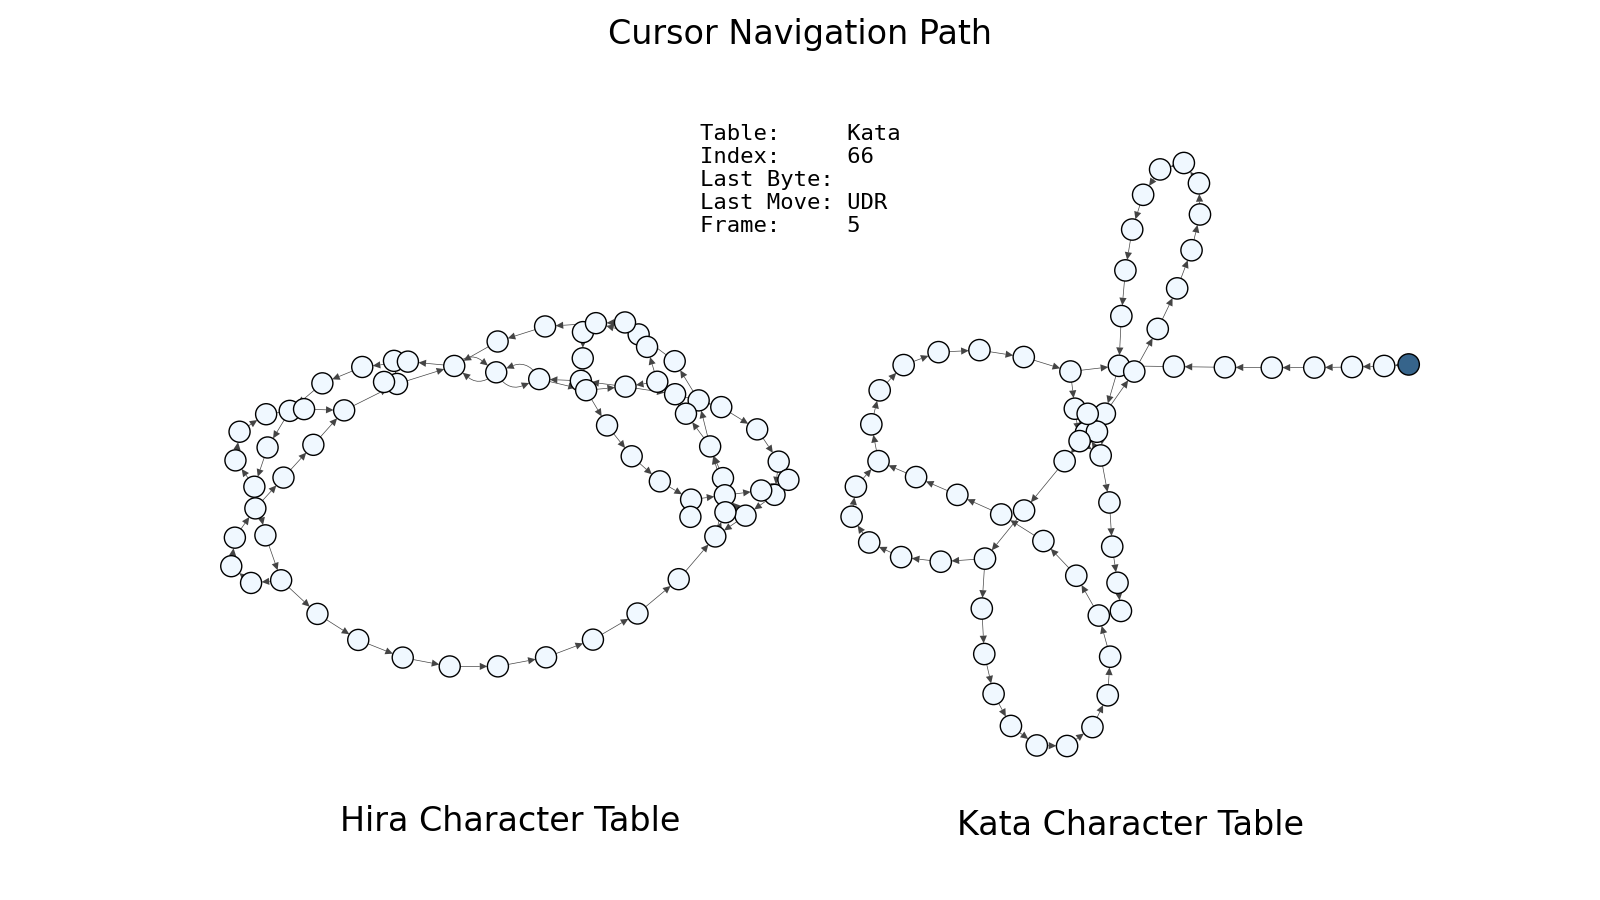 Cursor Navigation Path
Table: Kata
Index: 66
Last Byte:
Last Move: UDR
Frame: 5
Hira Character Table
Kata Character Table